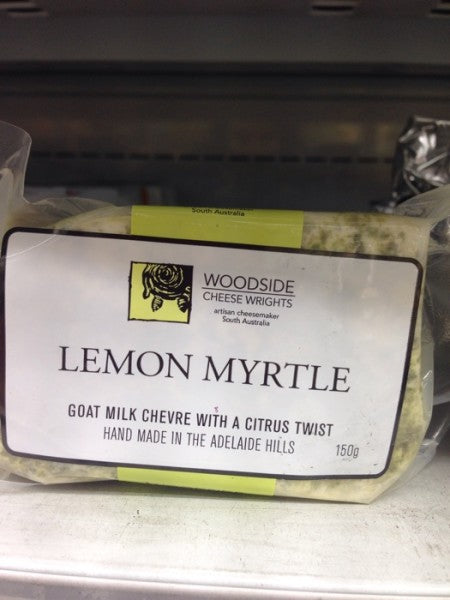 South Australia
WOODSIDE
CHEESE WRIGHTS
artisan cheesemaker
South Australia
LEMON MYRTLE
GOAT MILK CHEVRE WITH A CITRUS TWIST
HAND MADE IN THE ADELAIDE HILLS
150g